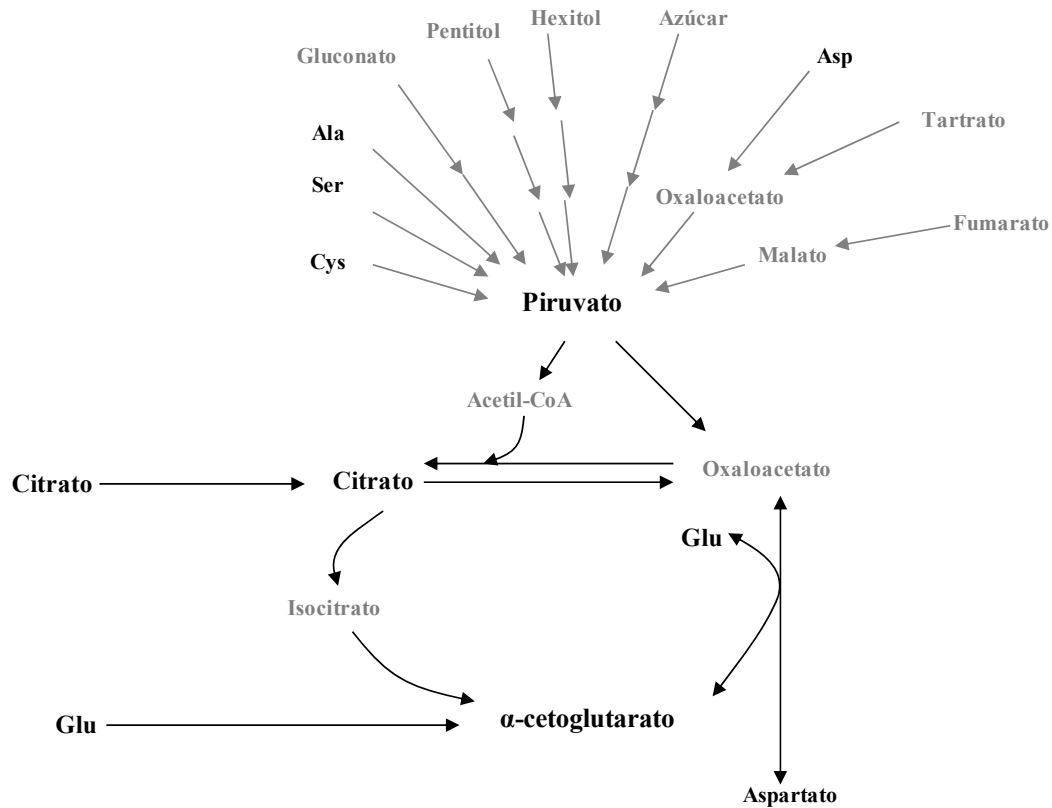 Hexitol
Azúcar
Pentitol
Gluconato
Asp
Tartrato
Ala
Ser
Oxaloacetato
Fumarato
Malato
Cys
Piruvato
Acetil-CoA
Oxaloacetato
Citrato
Citrato
Glu
Isocitrato
α-cetoglutarato
Glu
Aspartato